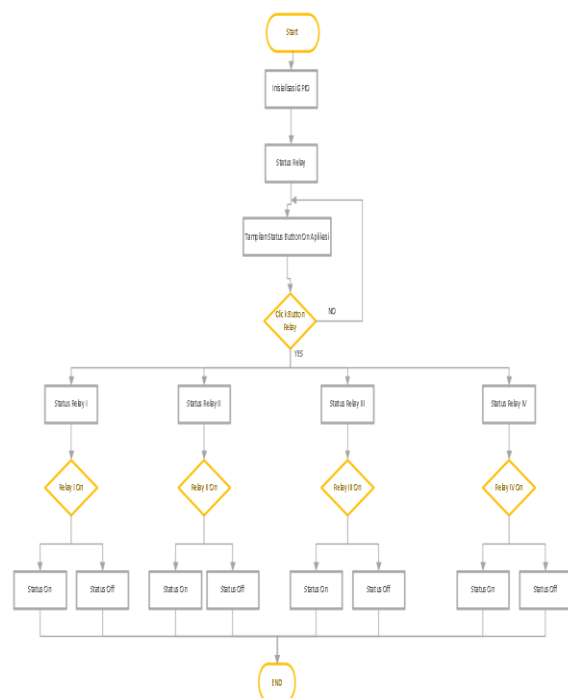 Start
Inisialisasi GPIO
Status Relay
Tampilan Status Button On Aplikasi
Click Button
Relay
NO
YES
Status Relay I
Status Relay II
Status Relay III
Status Relay IV
Relay I On
Relay II On
Relay III On
Relay IV On
Status On
Status Off
Status On
Status Off
Status On
Status Off
Status On
Status Off
END